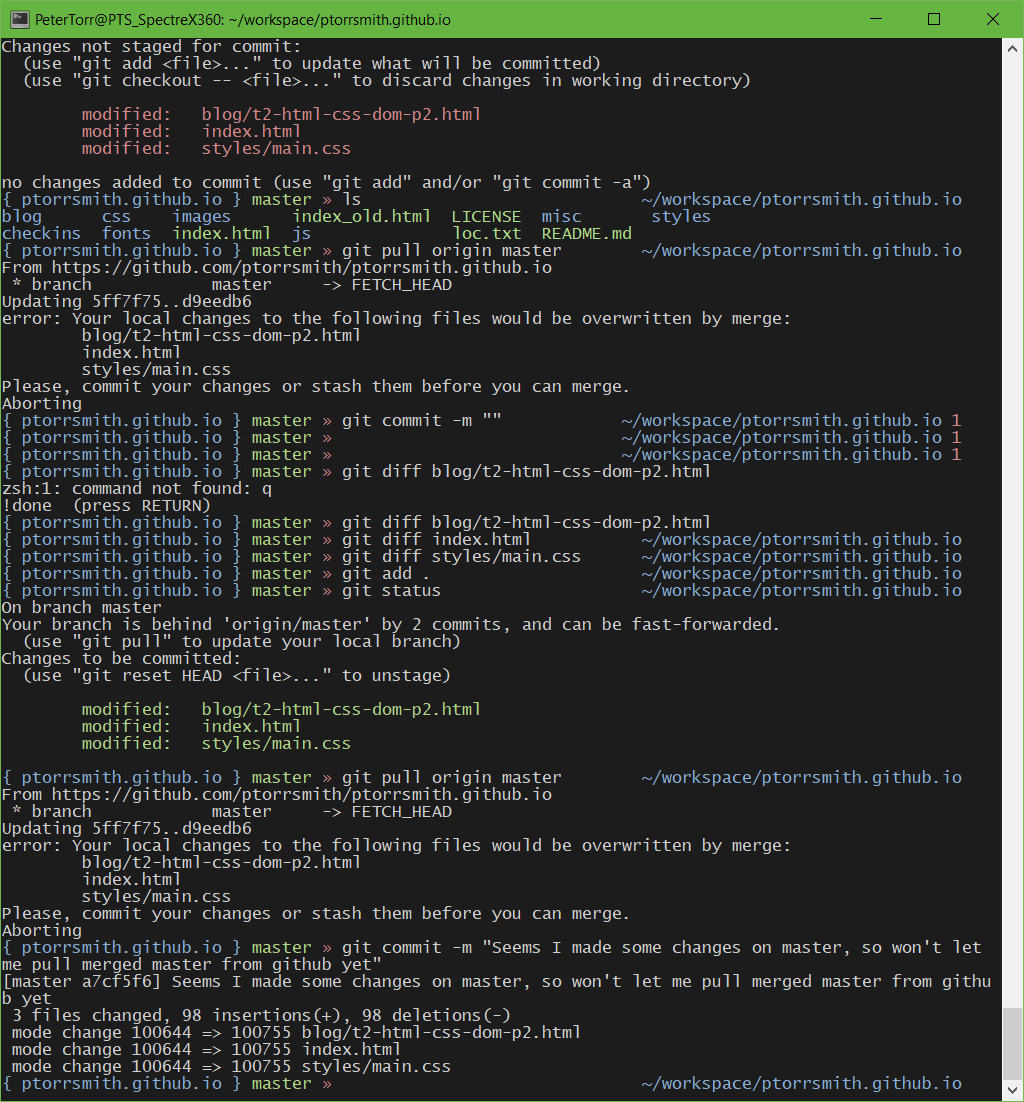 PeterTorr@PTS_SpectreX360: ~/workspace/ptorrsmith.github.io
Changes not staged for commit:
  (use "git add <file>..." to update what will be committed)
  (use "git checkout -- <file>..." to discard changes in working directory)
        modified:   blog/t2-html-css-dom-p2.html
        modified:   index.html
        modified:   styles/main.css
no changes added to commit (use "git add" and/or "git commit -a")
{ ptorrsmith.github.io } master » ls                            ~/workspace/ptorrsmith.github.io
blog      css    images      index_old.html  LICENSE  misc       styles
checkins  fonts  index.html  js              loc.txt  README.md
{ ptorrsmith.github.io } master » git pull origin master        ~/workspace/ptorrsmith.github.io
From https://github.com/ptorrsmith/ptorrsmith.github.io
 * branch            master     -> FETCH_HEAD
Updating 5ff7f75..d9eedb6
error: Your local changes to the following files would be overwritten by merge:
        blog/t2-html-css-dom-p2.html
        index.html
        styles/main.css
Please, commit your changes or stash them before you can merge.
Aborting
{ ptorrsmith.github.io } master » git commit -m ""            ~/workspace/ptorrsmith.github.io 1
{ ptorrsmith.github.io } master »                             ~/workspace/ptorrsmith.github.io 1
{ ptorrsmith.github.io } master »                             ~/workspace/ptorrsmith.github.io 1
{ ptorrsmith.github.io } master » git diff blog/t2-html-css-dom-p2.html
zsh:1: command not found: q
!done  (press RETURN)
{ ptorrsmith.github.io } master » git diff blog/t2-html-css-dom-p2.html
{ ptorrsmith.github.io } master » git diff index.html           ~/workspace/ptorrsmith.github.io
{ ptorrsmith.github.io } master » git diff styles/main.css      ~/workspace/ptorrsmith.github.io
{ ptorrsmith.github.io } master » git add .                     ~/workspace/ptorrsmith.github.io
{ ptorrsmith.github.io } master » git status                    ~/workspace/ptorrsmith.github.io
On branch master
Your branch is behind 'origin/master' by 2 commits, and can be fast-forwarded.
  (use "git pull" to update your local branch)
Changes to be committed:
  (use "git reset HEAD <file>..." to unstage)
        modified:   blog/t2-html-css-dom-p2.html
        modified:   index.html
        modified:   styles/main.css
{ ptorrsmith.github.io } master » git pull origin master        ~/workspace/ptorrsmith.github.io
From https://github.com/ptorrsmith/ptorrsmith.github.io
 * branch            master     -> FETCH_HEAD
Updating 5ff7f75..d9eedb6
error: Your local changes to the following files would be overwritten by merge:
        blog/t2-html-css-dom-p2.html
        index.html
        styles/main.css
Please, commit your changes or stash them before you can merge.
Aborting
{ ptorrsmith.github.io } master » git commit -m "Seems I made some changes on master, so won't let
me pull merged master from github yet"
[master a7cf5f6] Seems I made some changes on master, so won't let me pull merged master from githu
b yet
 3 files changed, 98 insertions(+), 98 deletions(-)
 mode change 100644 => 100755 blog/t2-html-css-dom-p2.html
 mode change 100644 => 100755 index.html
 mode change 100644 => 100755 styles/main.css
{ ptorrsmith.github.io } master »                               ~/workspace/ptorrsmith.github.io